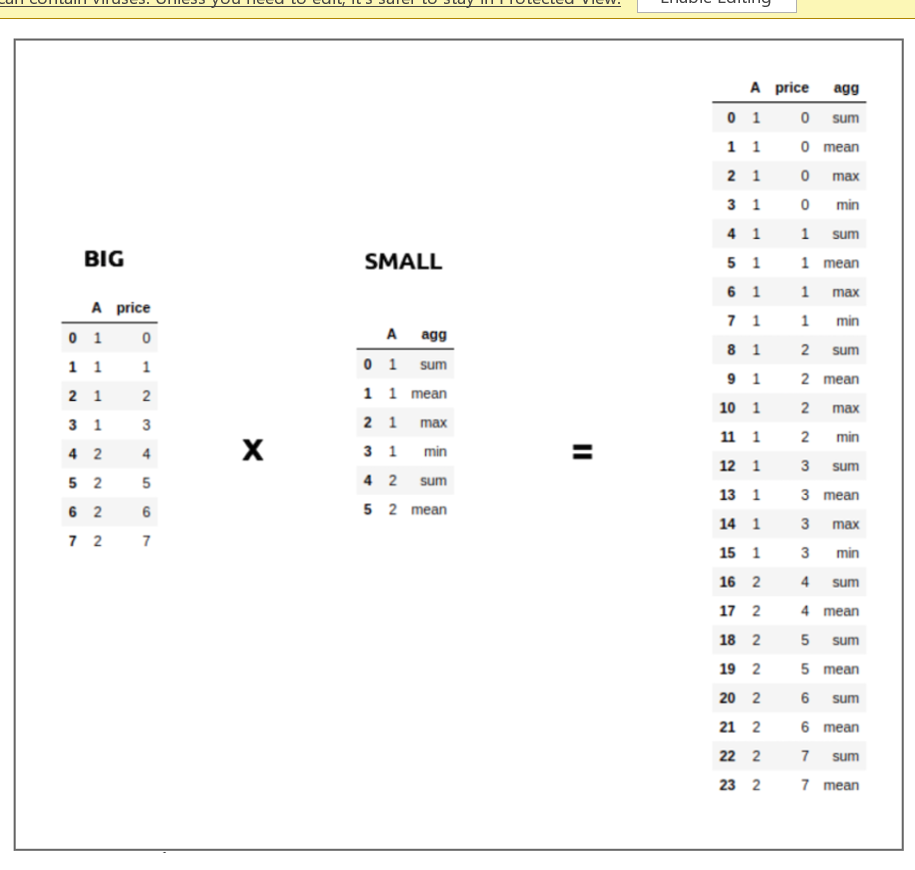 can contain viruses. Unless you need to edit, it's safer to stay in Protected View. Enable Editing
BIG
A price
0 1 0
1 1 1
2 1 2
3 1 3
4 2 4
5 2 5
6 2 6
7 2 7
X
SMALL
A agg
0 1 sum
1 1 mean
2 1 max
3 1 min
4 2 sum
5 2 mean
=
A price agg
0 1 0 sum
1 1 0 mean
2 1 0 max
3 1 0 min
4 1 1 sum
5 1 1 mean
6 1 1 max
7 1 1 min
8 1 2 sum
9 1 2 mean
10 1 2 max
11 1 2 min
12 1 3 sum
13 1 3 mean
14 1 3 max
15 1 3 min
16 2 4 sum
17 2 4 mean
18 2 5 sum
19 2 5 mean
20 2 6 sum
21 2 6 mean
22 2 7 sum
23 2 7 mean